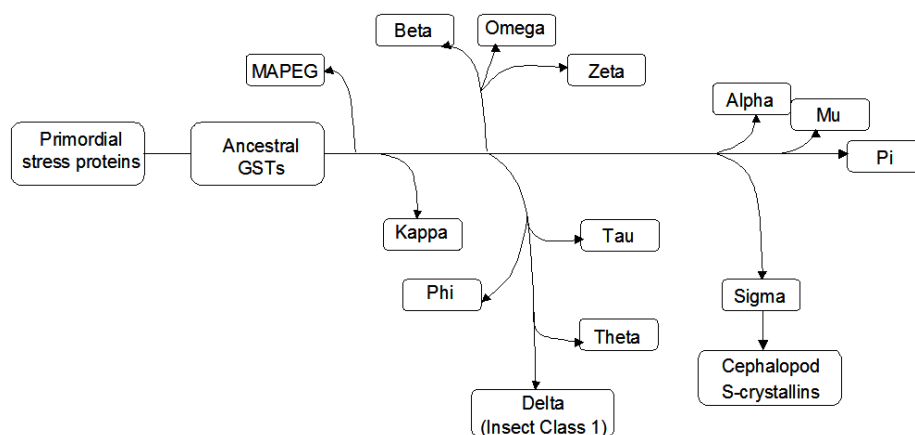 Beta
Omega
MAPEG
Zeta
Alpha
Mu
Primordial
stress proteins
Ancestral
GSTs
Pi
Kappa
Tau
Phi
Sigma
Theta
Cephalopod
S-crystallins
Delta
(Insect Class 1)